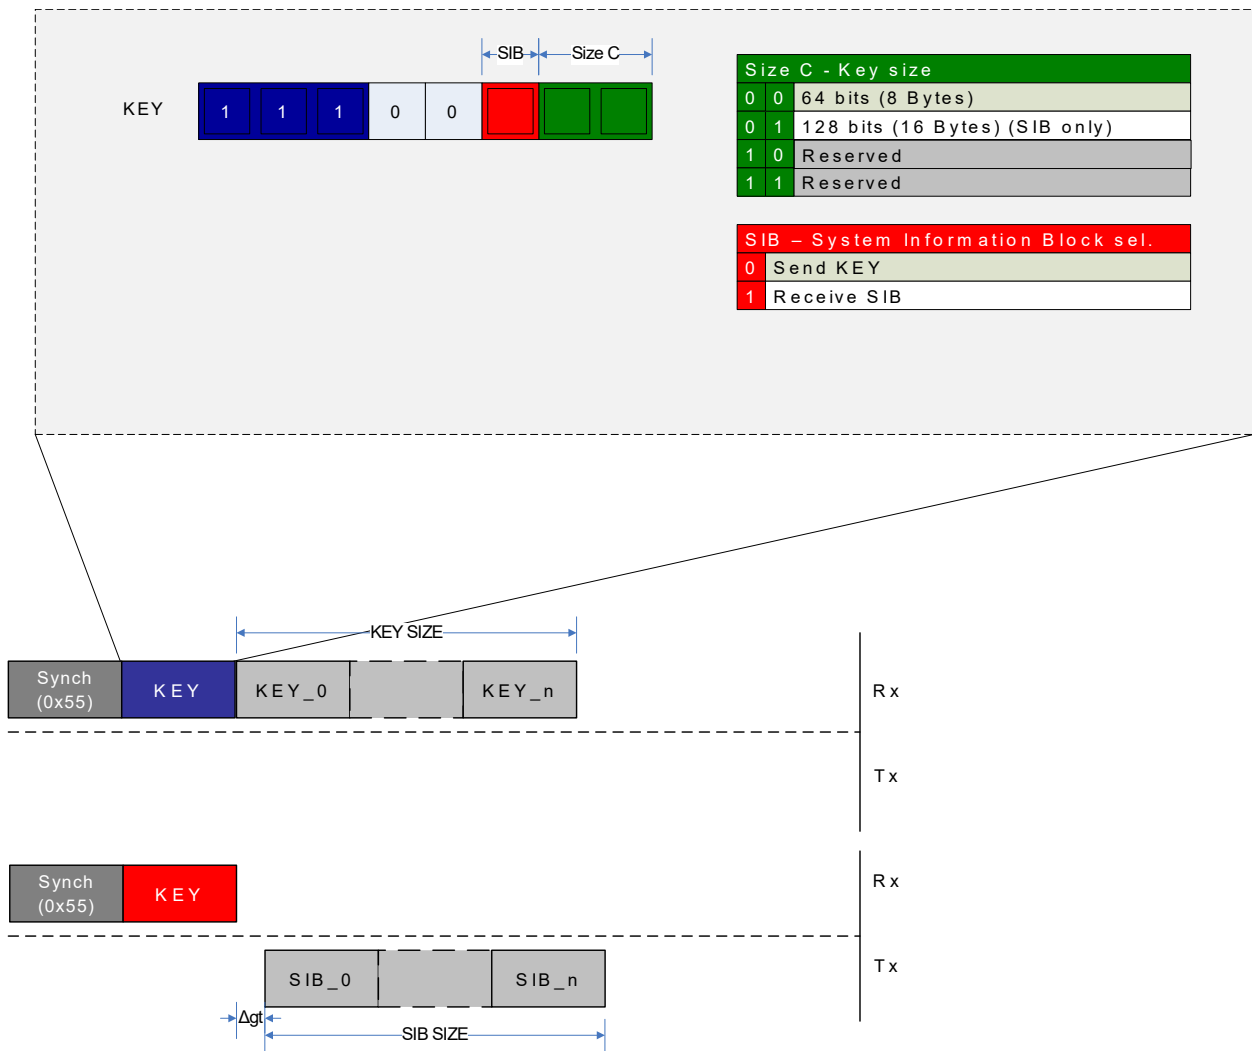 SIB Size C
KEY 1 1 1 0 0
Size C - Key size
0 0 64 bits (8 Bytes)
0 1 128 bits (16 Bytes) (SIB only)
1 0 Reserved
1 1 Reserved
SIB – System Information Block sel.
0 Send KEY
1 Receive SIB
KEY SIZE
Synch
(0x55)
KEY KEY_0 KEY_n Rx
Tx
Synch
(0x55)
KEY Rx
SIB_0 SIB_n Tx
Δgt
SIB SIZE